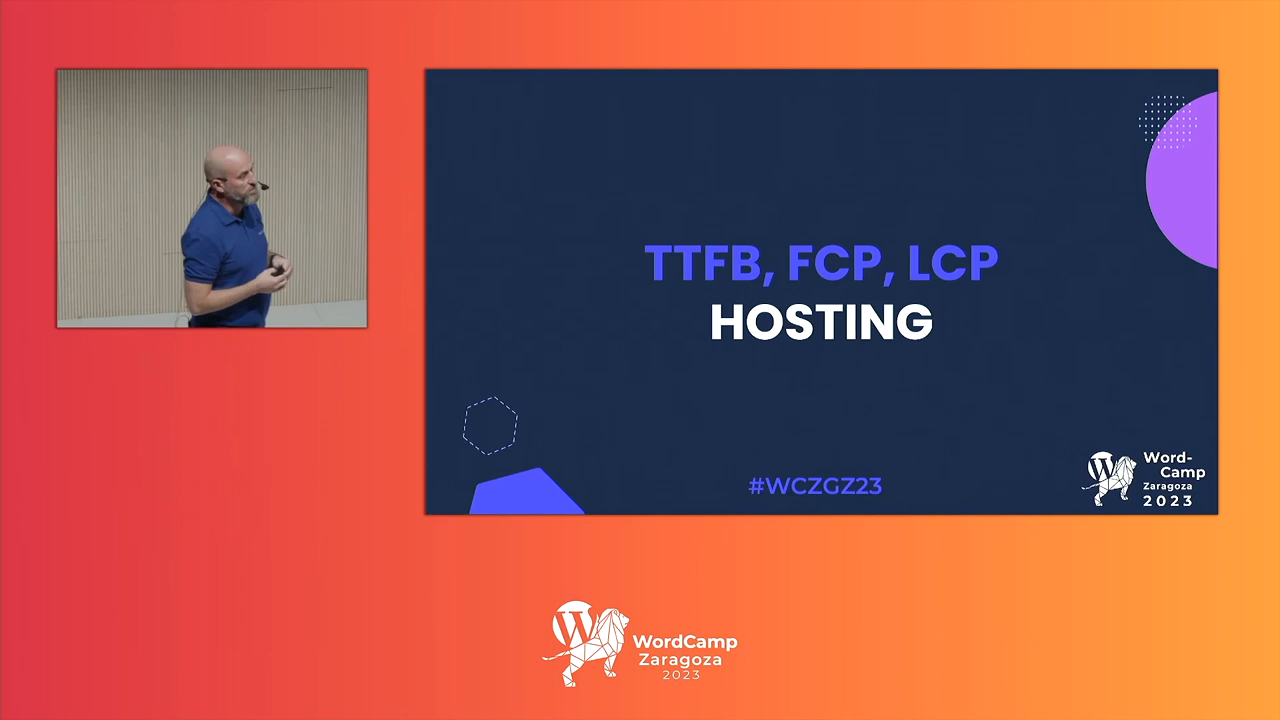 TTFB, FCP, LCP
HOSTING
#WCZGZ23
Word-
Camp
Zaragoza
2023
WordCamp
Zaragoza
2023